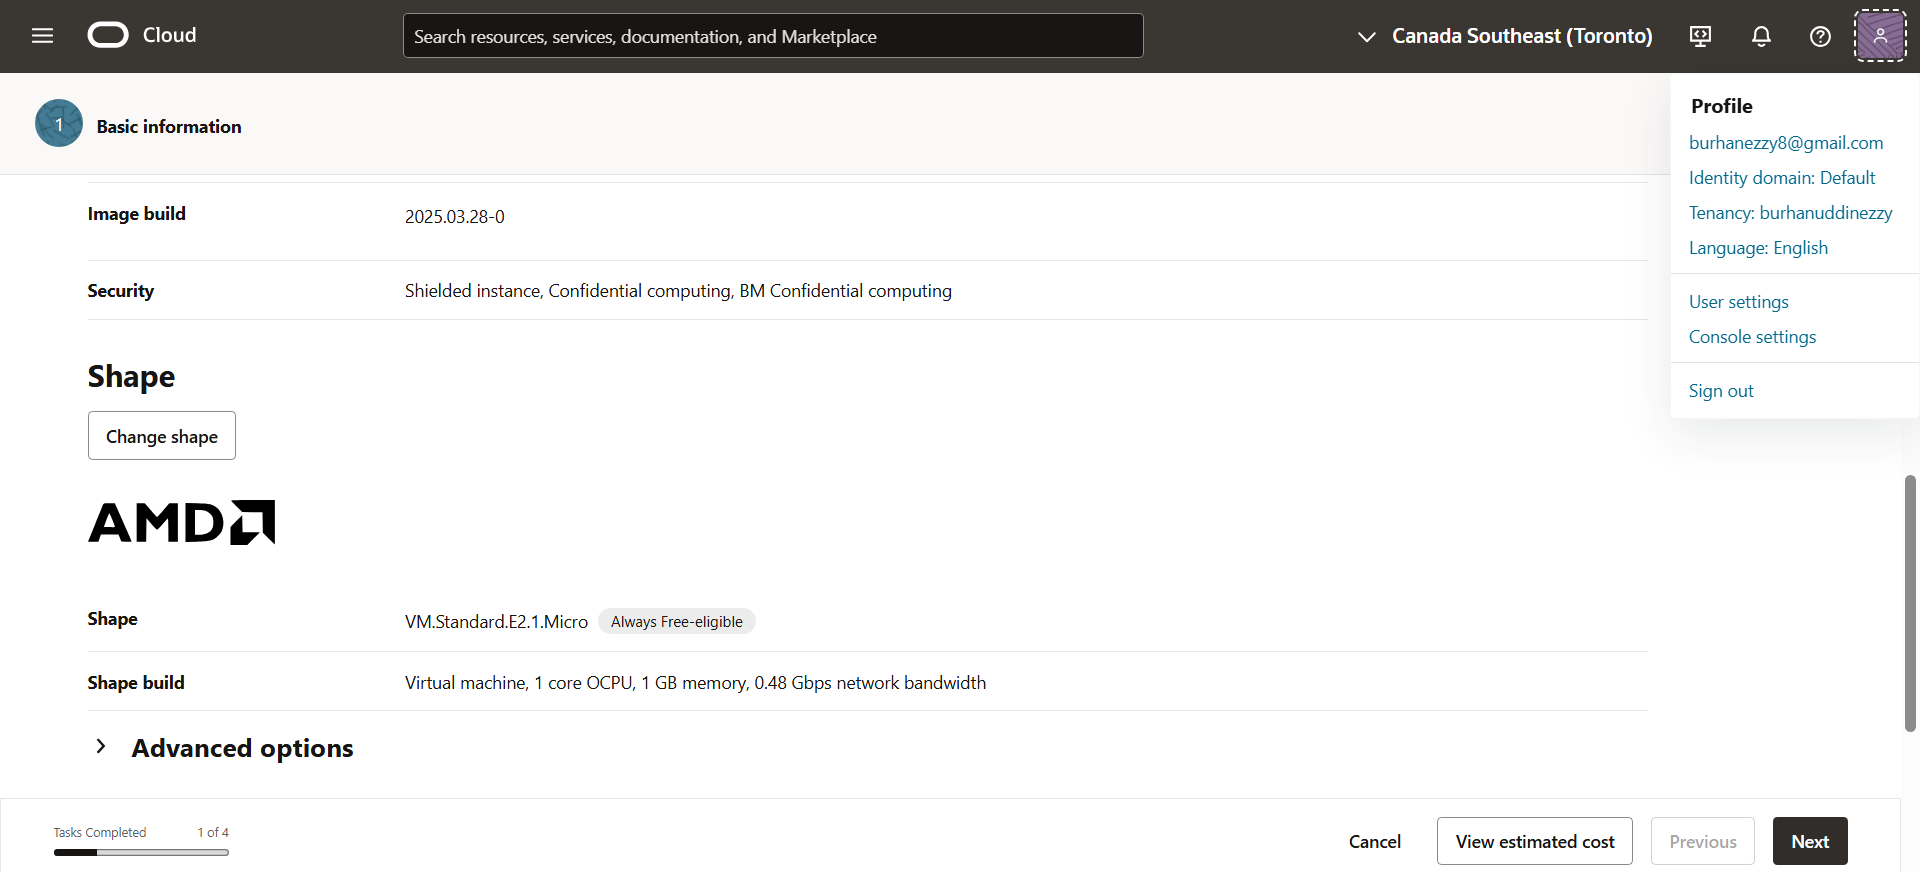 Cloud
Search resources, services, documentation, and Marketplace
Canada Southeast (Toronto)
1
Basic information
Profile
burhanezzy8@gmail.com
Identity domain: Default
Tenancy: burhanuddinezzy
Language: English
User settings
Console settings
Sign out
Image build 2025.03.28-0
Security Shielded instance, Confidential computing, BM Confidential computing
Shape
Change shape
AMD
Shape VM.Standard.E2.1.Micro Always Free-eligible
Shape build Virtual machine, 1 core OCPU, 1 GB memory, 0.48 Gbps network bandwidth
Advanced options
Tasks Completed 1 of 4
Cancel
View estimated cost
Previous
Next